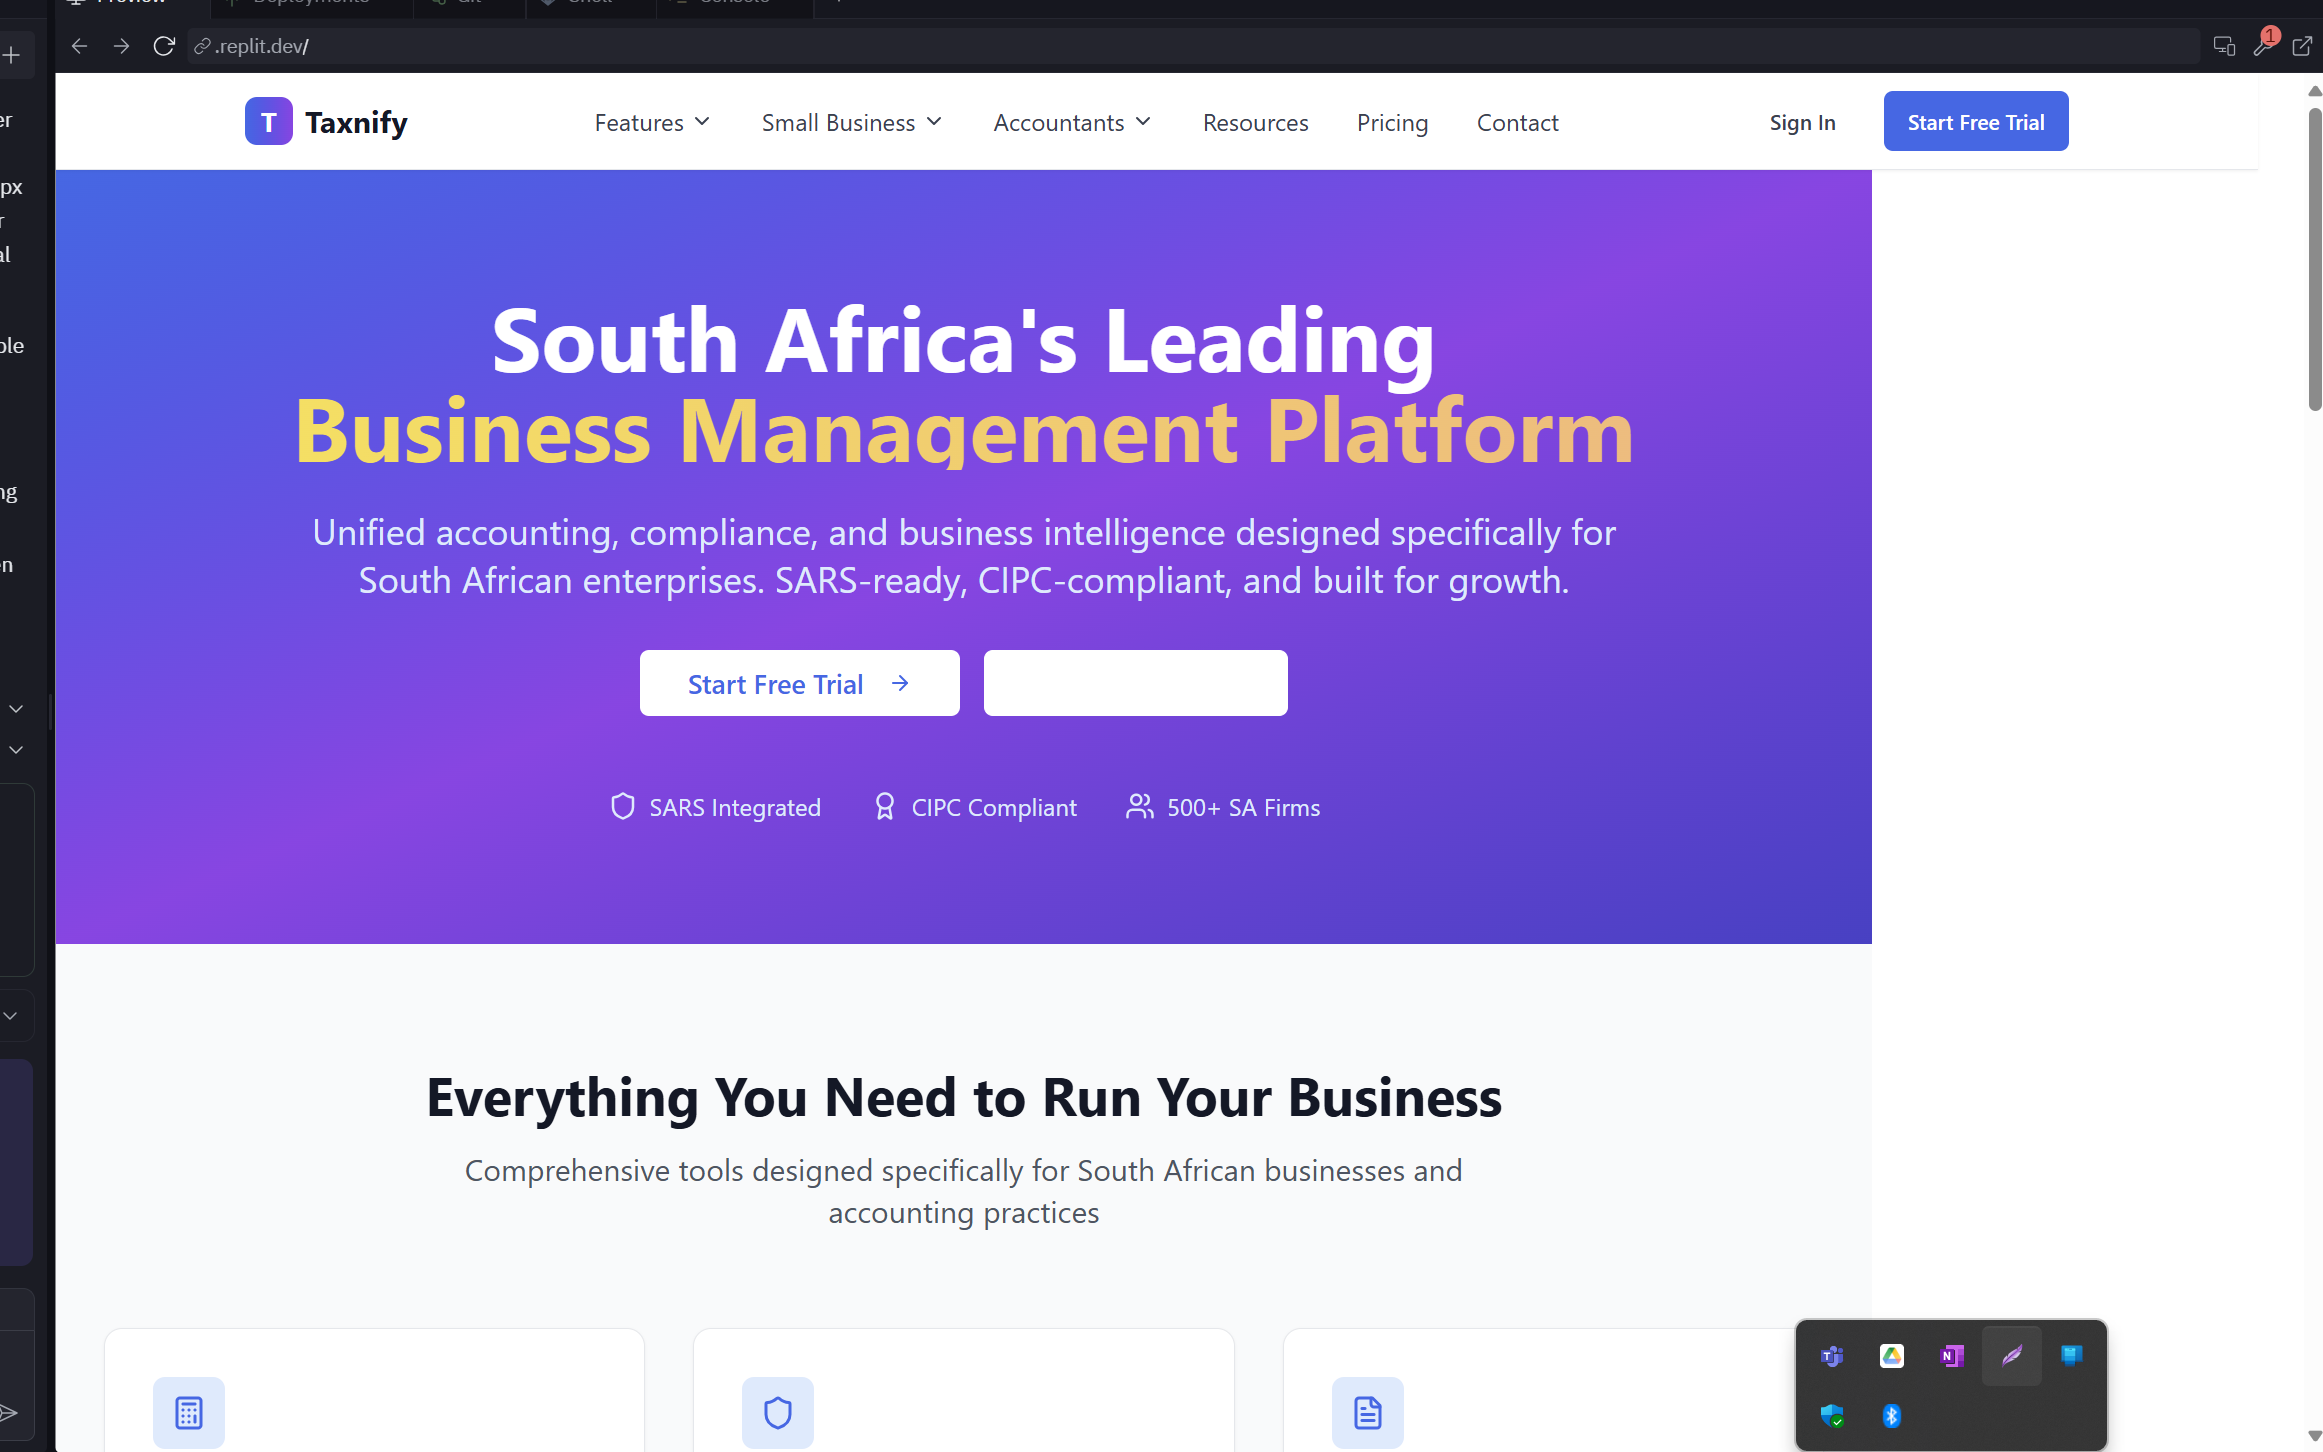 .replit.dev/
1
er
px
r
al
ple
ng
en
T Taxnify
Features
Small Business
Accountants
Resources
Pricing
Contact
Sign In
Start Free Trial
South Africa's Leading
Business Management Platform
Unified accounting, compliance, and business intelligence designed specifically for
South African enterprises. SARS-ready, CIPC-compliant, and built for growth.
Start Free Trial
SARS Integrated
CIPC Compliant
500+ SA Firms
Everything You Need to Run Your Business
Comprehensive tools designed specifically for South African businesses and
accounting practices